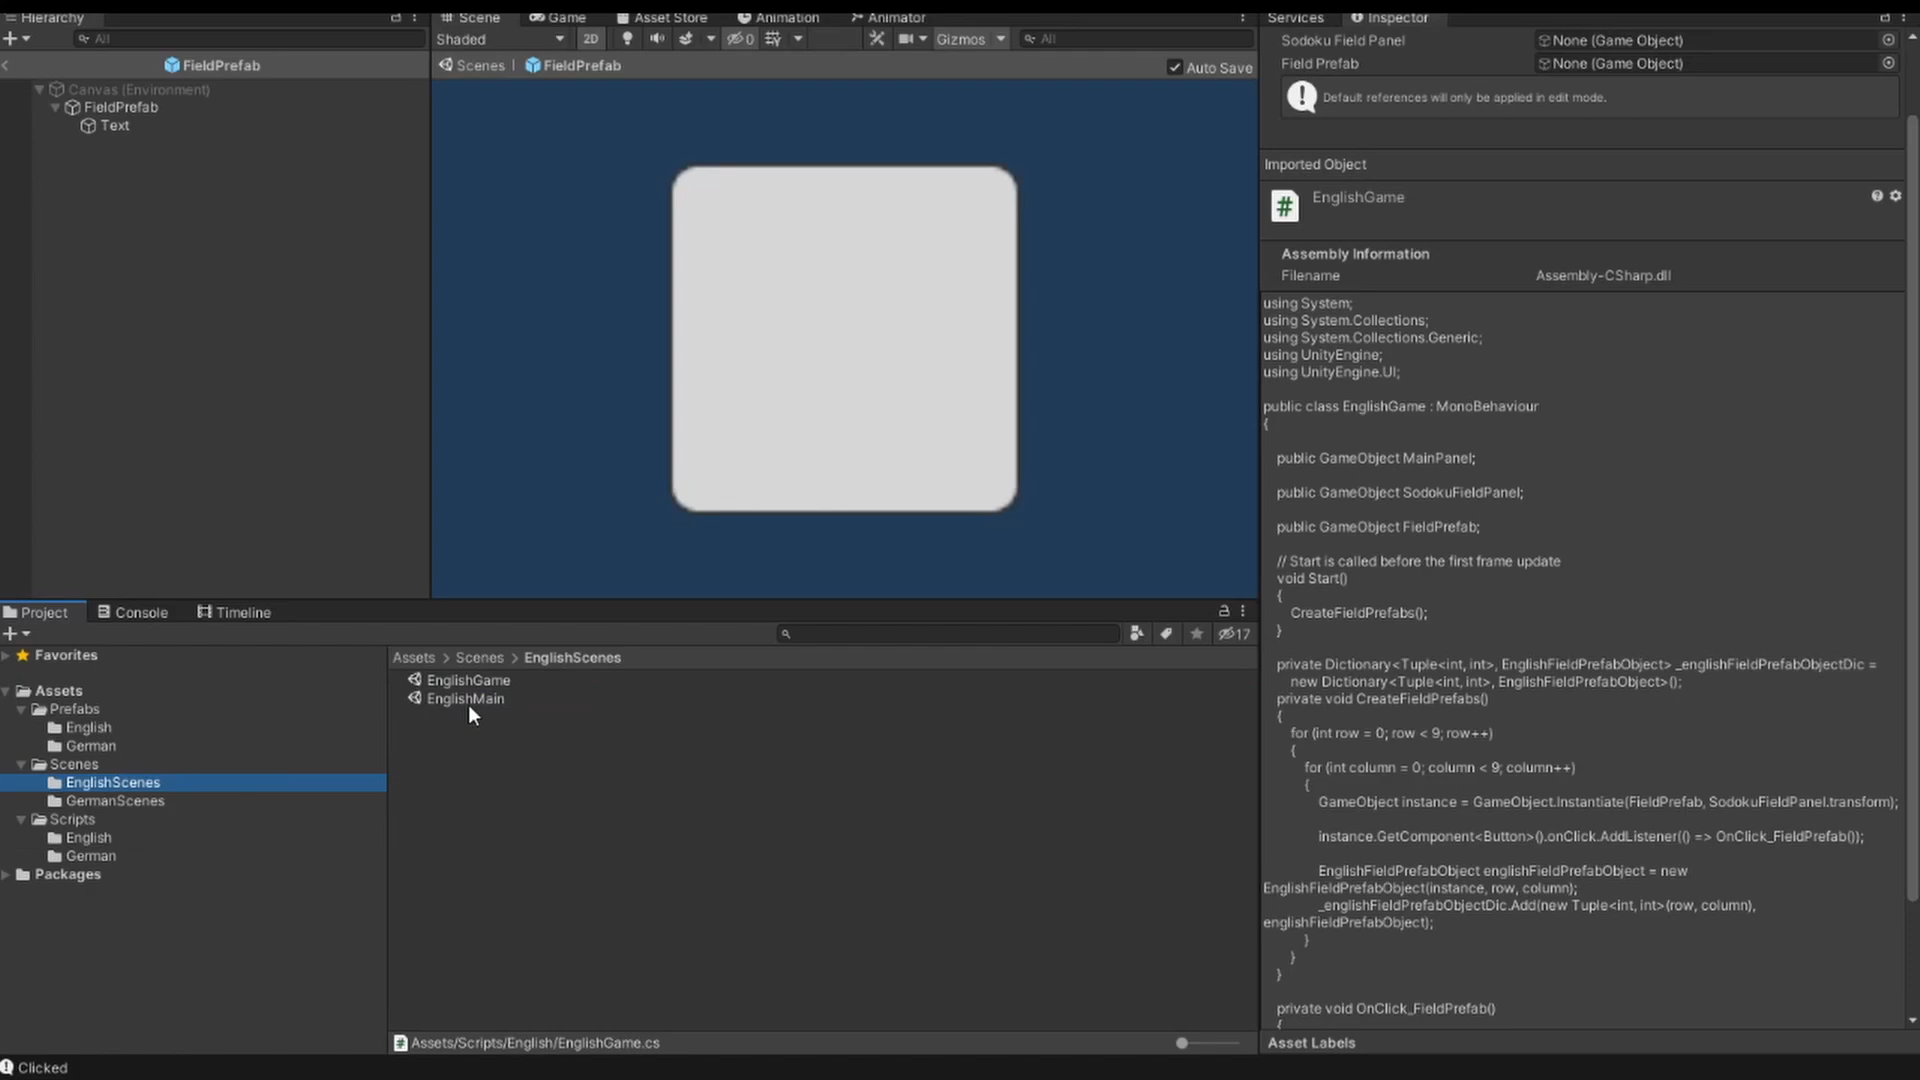 Hierarchy
Scene Game Asset Store Animation Animator
Services Inspector
All
Shaded 2D 0 Gizmos All
Sodoku Field Panel None (Game Object)
Field Prefab None (Game Object)
FieldPrefab
Scenes FieldPrefab Auto Save
Default references will only be applied in edit mode.
Canvas (Environment)
FieldPrefab
Text
Imported Object
EnglishGame
Assembly Information
Filename Assembly-CSharp.dll
using System;
using System.Collections;
using System.Collections.Generic;
using UnityEngine;
using UnityEngine.UI;
public class EnglishGame : MonoBehaviour
{
public GameObject MainPanel;
public GameObject SodokuFieldPanel;
public GameObject FieldPrefab;
// Start is called before the first frame update
void Start()
{
CreateFieldPrefabs();
}
private Dictionary<Tuple<int, int>, EnglishFieldPrefabObject> _englishFieldPrefabObjectDic =
new Dictionary<Tuple<int, int>, EnglishFieldPrefabObject>();
private void CreateFieldPrefabs()
{
for (int row = 0; row < 9; row++)
{
for (int column = 0; column < 9; column++)
{
GameObject instance = GameObject.Instantiate(FieldPrefab, SodokuFieldPanel.transform);
instance.GetComponent<Button>().onClick.AddListener(() => OnClick_FieldPrefab());
EnglishFieldPrefabObject englishFieldPrefabObject = new
EnglishFieldPrefabObject(instance, row, column);
_englishFieldPrefabObjectDic.Add(new Tuple<int, int>(row, column),
englishFieldPrefabObject);
}
}
}
private void OnClick_FieldPrefab()
{
Asset Labels
Project Console Timeline
17
Favorites
Assets
Prefabs
English
German
Scenes
EnglishScenes
GermanScenes
Scripts
English
German
Packages
Assets > Scenes > EnglishScenes
EnglishGame
EnglishMain
Assets/Scripts/English/EnglishGame.cs
Clicked